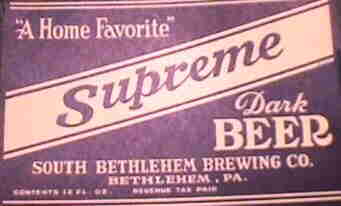 "A Home Favorite"
Supreme
Dark
BEER
SOUTH BETHLEHEM BREWING CO.
BETHLEHEM, PA.
CONTENTS 12 FL. OZ. REVENUE TAX PAID